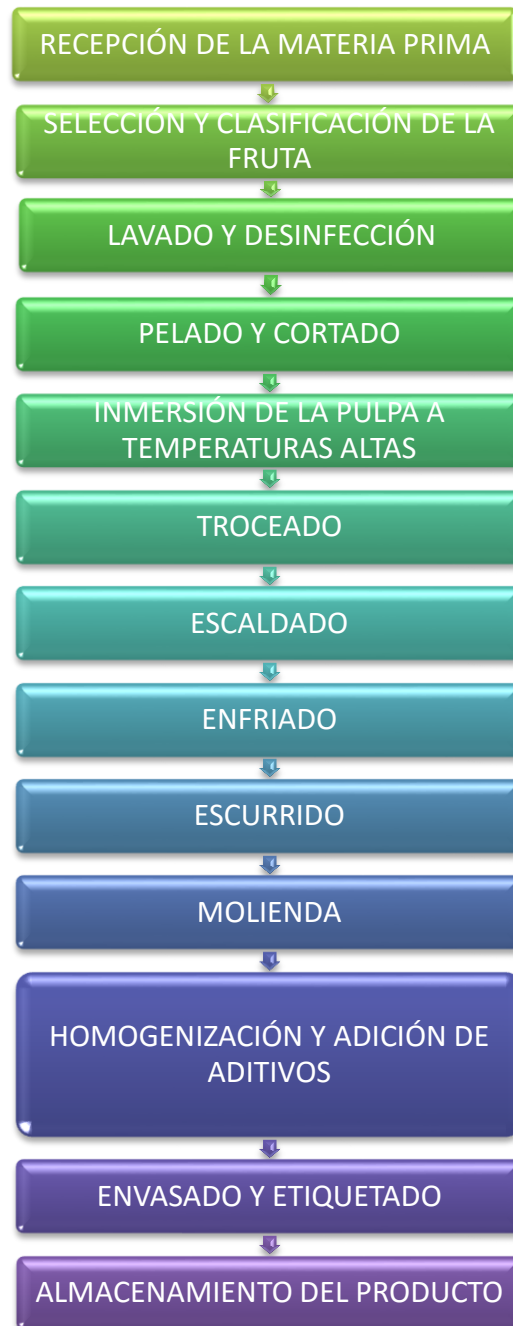 RECEPCIÓN DE LA MATERIA PRIMA
SELECCIÓN Y CLASIFICACIÓN DE LA
FRUTA
LAVADO Y DESINFECCIÓN
PELADO Y CORTADO
INMERSIÓN DE LA PULPA A
TEMPERATURAS ALTAS
TROCEADO
ESCALDADO
ENFRIADO
ESCURRIDO
MOLIENDA
HOMOGENIZACIÓN Y ADICIÓN DE
ADITIVOS
ENVASADO Y ETIQUETADO
ALMACENAMIENTO DEL PRODUCTO